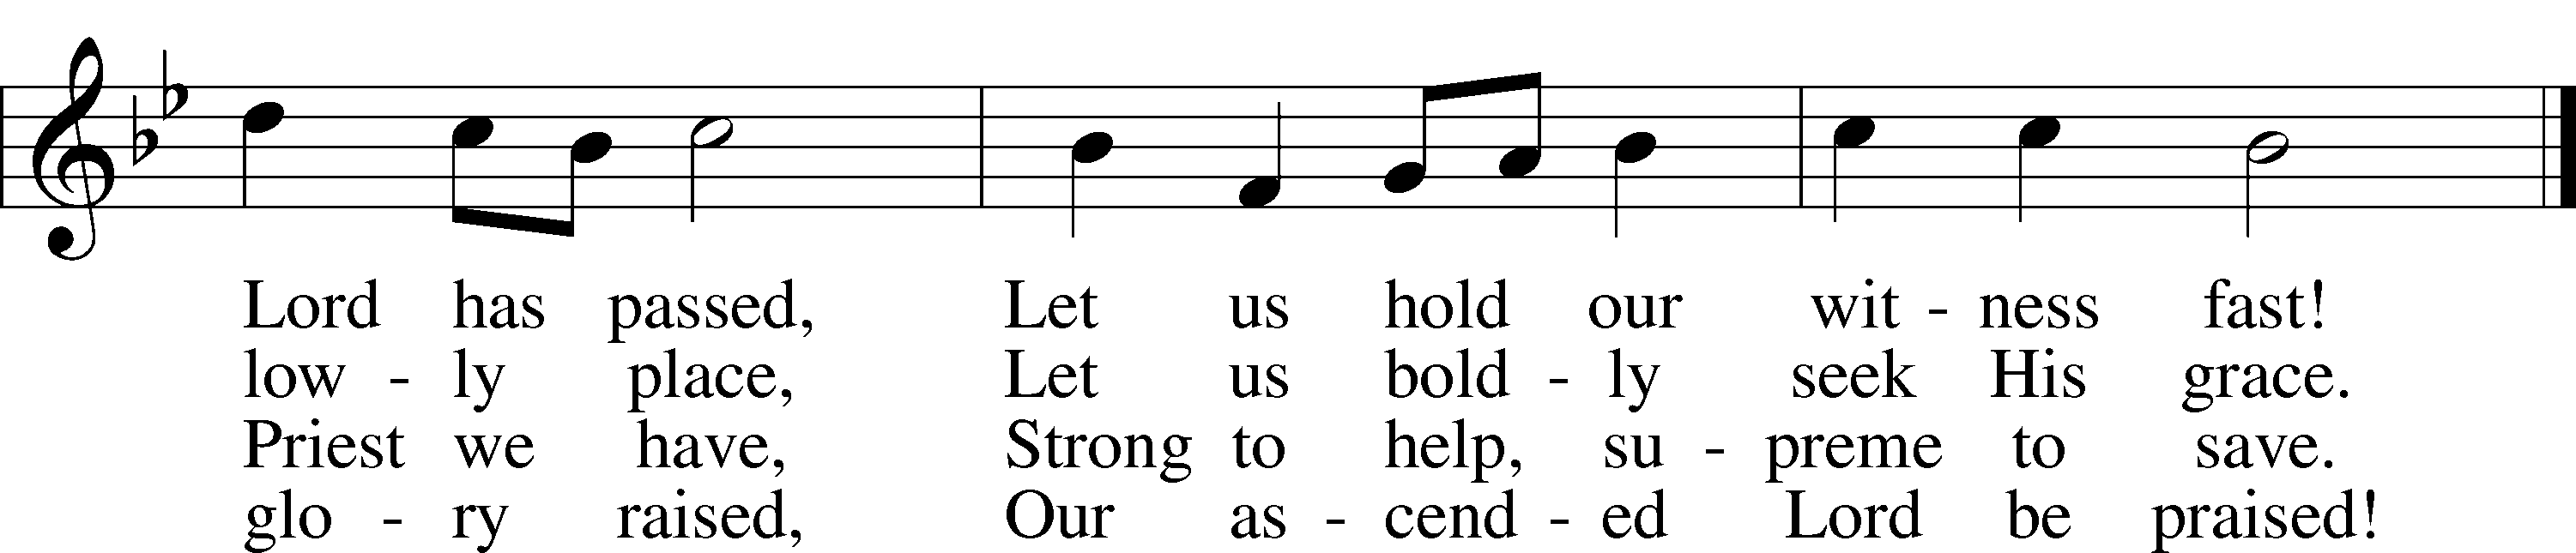 Lord has passed, Let us hold our wit - ness fast!
low - ly place, Let us bold - ly seek His grace.
Priest we have, Strong to help, su - preme to save.
glo - ry raised, Our as - cend - ed Lord be praised!